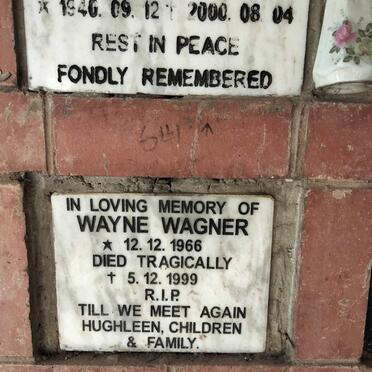 ★ 1946. 09. 12 † 2000. 08. 04
REST IN PEACE
FONDLY REMEMBERED
641
IN LOVING MEMORY OF
WAYNE WAGNER
★ 12. 12. 1966
DIED TRAGICALLY
† 5. 12. 1999
R.I.P.
TILL WE MEET AGAIN
HUGHLEEN, CHILDREN
& FAMILY.